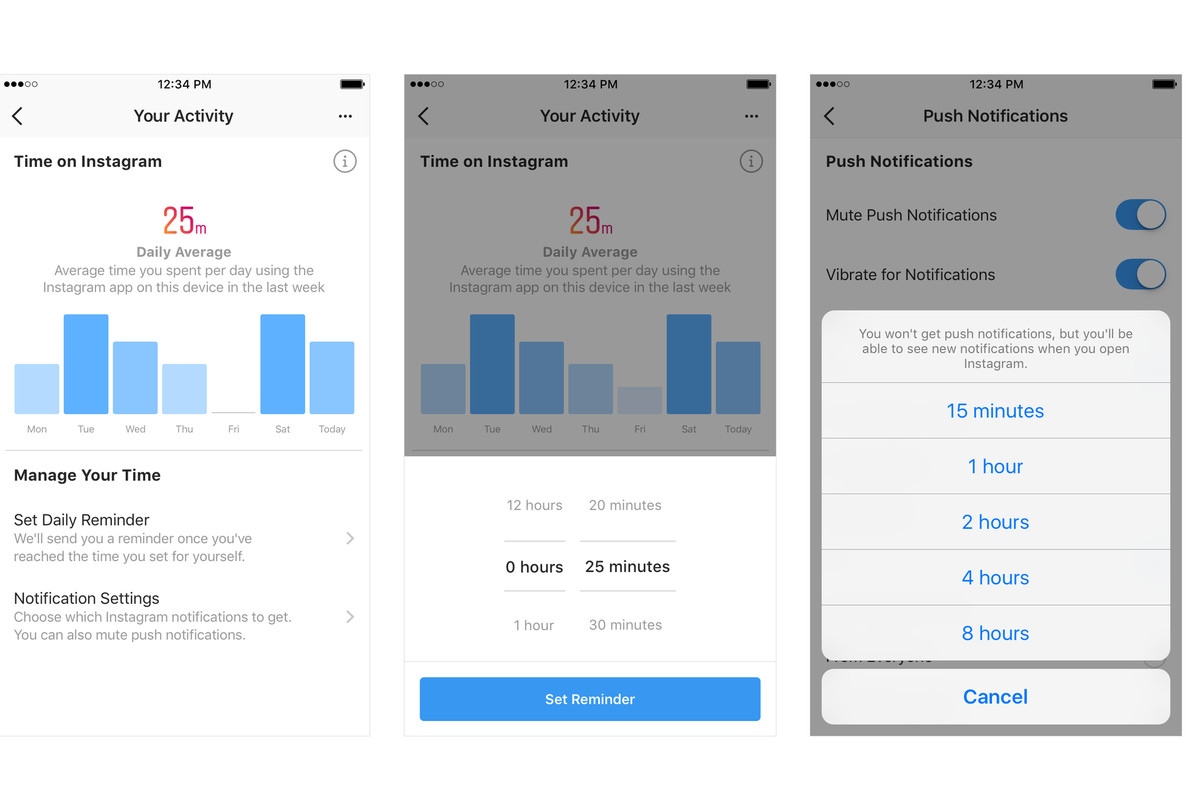 12:34 PM
Your Activity
Time on Instagram
25m
Daily Average
Average time you spent per day using the
Instagram app on this device in the last week
Mon Tue Wed Thu Fri Sat Today
Manage Your Time
Set Daily Reminder
We'll send you a reminder once you've
reached the time you set for yourself.
Notification Settings
Choose which Instagram notifications to get.
You can also mute push notifications.
12:34 PM
Your Activity
Time on Instagram
25m
Daily Average
Average time you spent per day using the
Instagram app on this device in the last week
Mon Tue Wed Thu Fri Sat Today
12 hours 20 minutes
0 hours 25 minutes
1 hour 30 minutes
Set Reminder
12:34 PM
Push Notifications
Push Notifications
Mute Push Notifications
Vibrate for Notifications
You won't get push notifications, but you'll be
able to see new notifications when you open
Instagram.
15 minutes
1 hour
2 hours
4 hours
8 hours
From Everyone
Cancel